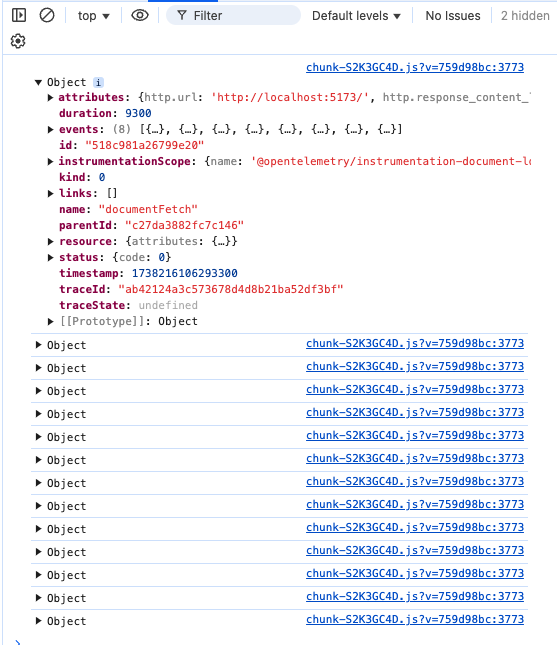 top Filter Default levels No Issues 2 hidden
chunk-S2K3GC4D.js?v=759d98bc:3773
Object i
attributes: {http.url: 'http://localhost:5173/', http.response_content_
duration: 9300
events: (8) [{…}, {…}, {…}, {…}, {…}, {…}, {…}, {…}]
id: "518c981a26799e20"
instrumentationScope: {name: '@opentelemetry/instrumentation-document-lo
kind: 0
links: []
name: "documentFetch"
parentId: "c27da3882fc7c146"
resource: {attributes: {…}}
status: {code: 0}
timestamp: 1738216106293300
traceId: "ab42124a3c573678d4d8b21ba52df3bf"
traceState: undefined
[[Prototype]]: Object
Object chunk-S2K3GC4D.js?v=759d98bc:3773
Object chunk-S2K3GC4D.js?v=759d98bc:3773
Object chunk-S2K3GC4D.js?v=759d98bc:3773
Object chunk-S2K3GC4D.js?v=759d98bc:3773
Object chunk-S2K3GC4D.js?v=759d98bc:3773
Object chunk-S2K3GC4D.js?v=759d98bc:3773
Object chunk-S2K3GC4D.js?v=759d98bc:3773
Object chunk-S2K3GC4D.js?v=759d98bc:3773
Object chunk-S2K3GC4D.js?v=759d98bc:3773
Object chunk-S2K3GC4D.js?v=759d98bc:3773
Object chunk-S2K3GC4D.js?v=759d98bc:3773
Object chunk-S2K3GC4D.js?v=759d98bc:3773
Object chunk-S2K3GC4D.js?v=759d98bc:3773